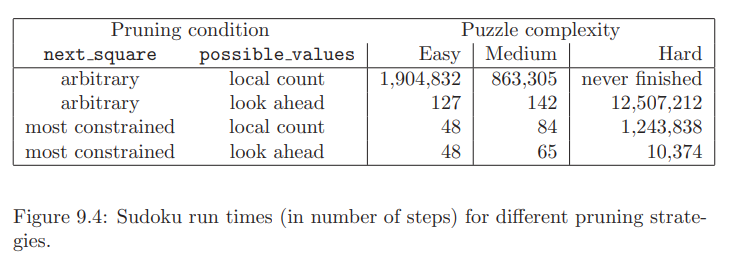 Pruning condition Puzzle complexity
next_square possible_values Easy Medium Hard
arbitrary local count 1,904,832 863,305 never finished
arbitrary look ahead 127 142 12,507,212
most constrained local count 48 84 1,243,838
most constrained look ahead 48 65 10,374
Figure 9.4: Sudoku run times (in number of steps) for different pruning strate-
gies.